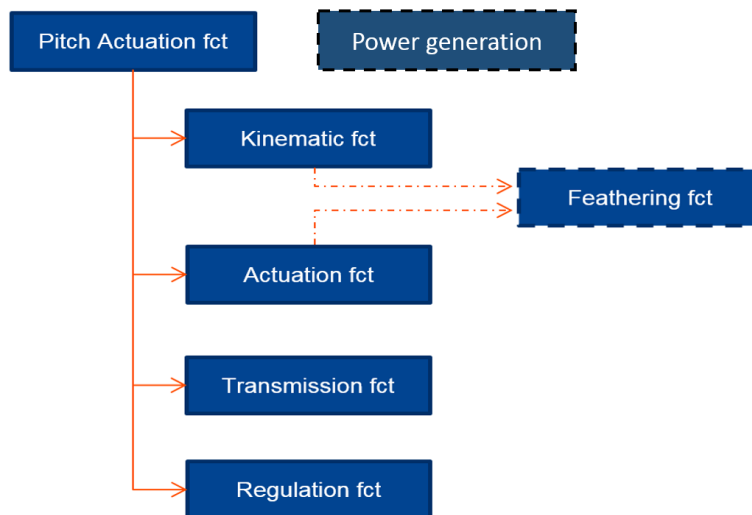 Pitch Actuation fct
Power generation
Kinematic fct
Feathering fct
Actuation fct
Transmission fct
Regulation fct